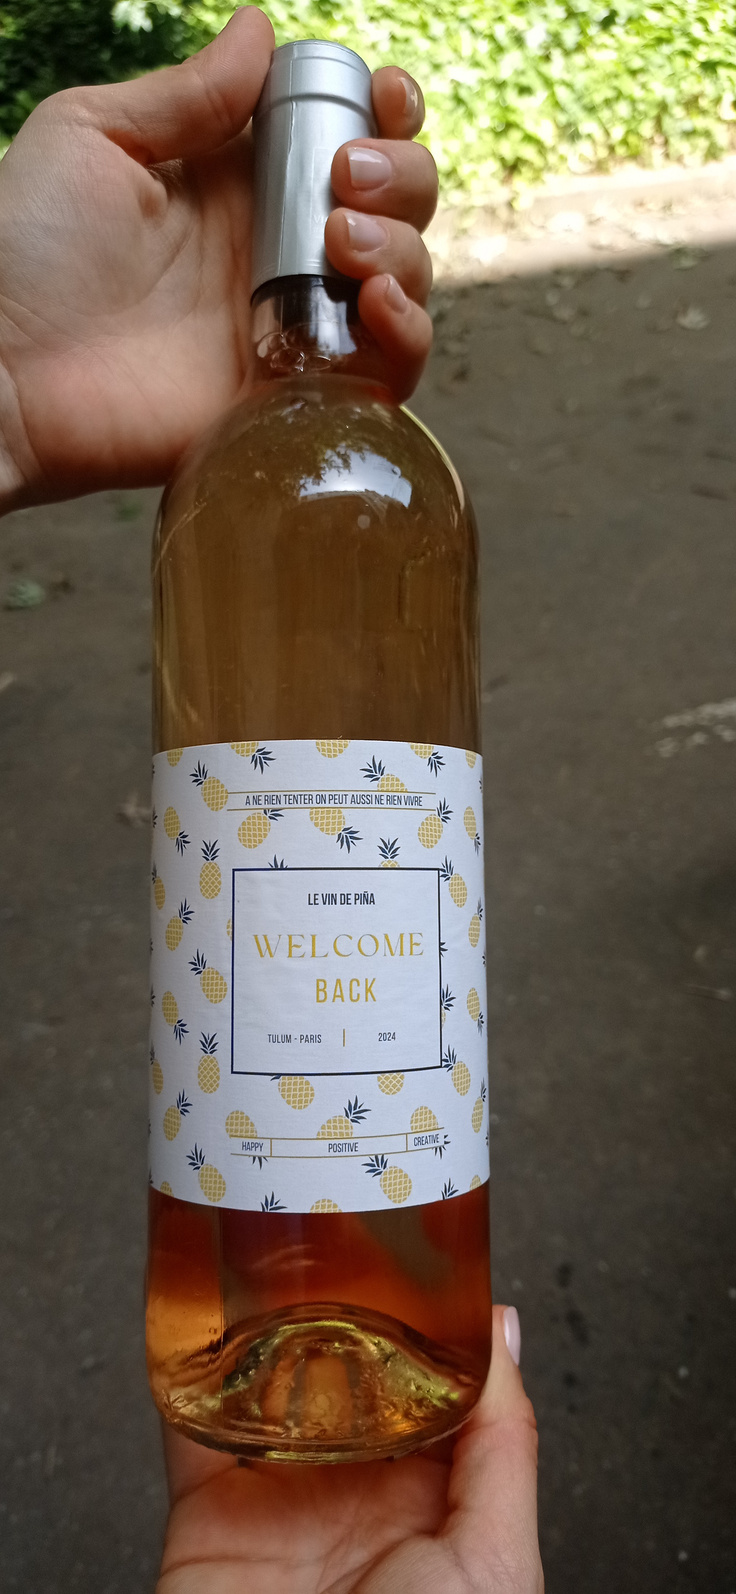 A NE RIEN TENTER ON PEUT AUSSI NE RIEN VIVRE
LE VIN DE PIÑA
WELCOME
BACK
TULUM - PARIS | 2024
HAPPY POSITIVE CREATIVE